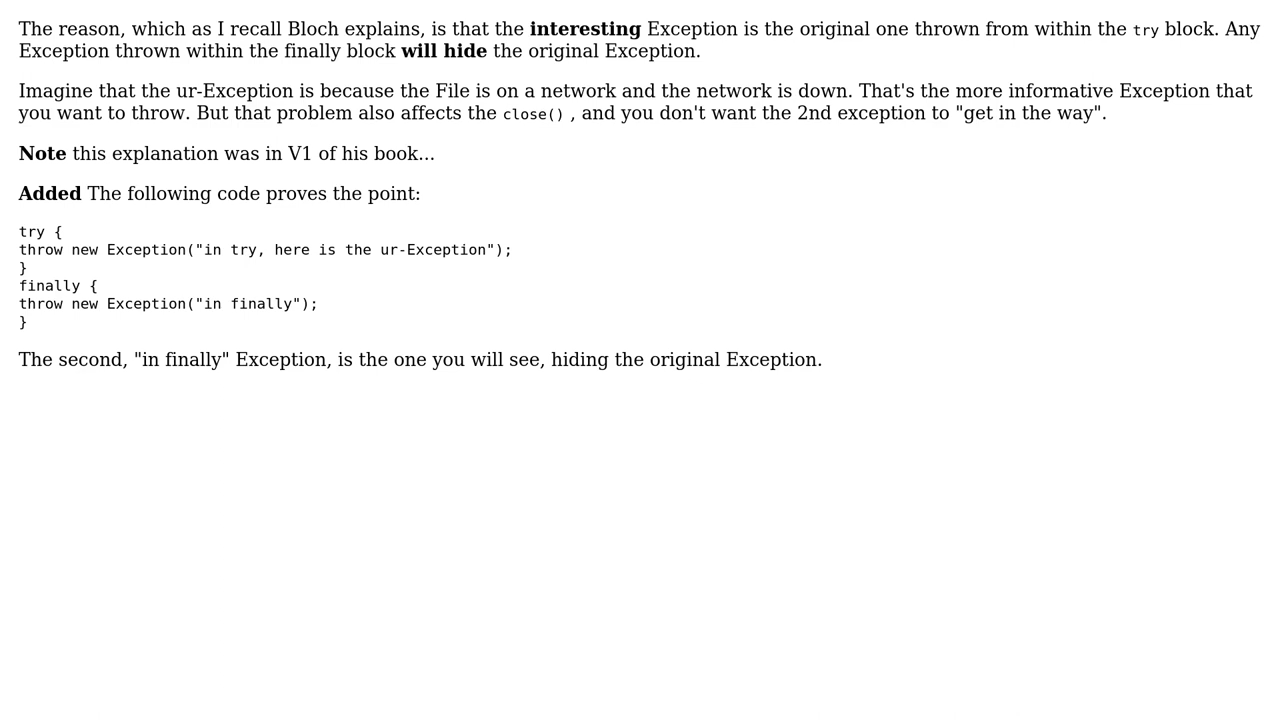 The reason, which as I recall Bloch explains, is that the interesting Exception is the original one thrown from within the try block. Any
Exception thrown within the finally block will hide the original Exception.
Imagine that the ur-Exception is because the File is on a network and the network is down. That's the more informative Exception that
you want to throw. But that problem also affects the close() , and you don't want the 2nd exception to "get in the way".
Note this explanation was in V1 of his book...
Added The following code proves the point:
try {
throw new Exception("in try, here is the ur-Exception");
}
finally {
throw new Exception("in finally");
}
The second, "in finally" Exception, is the one you will see, hiding the original Exception.